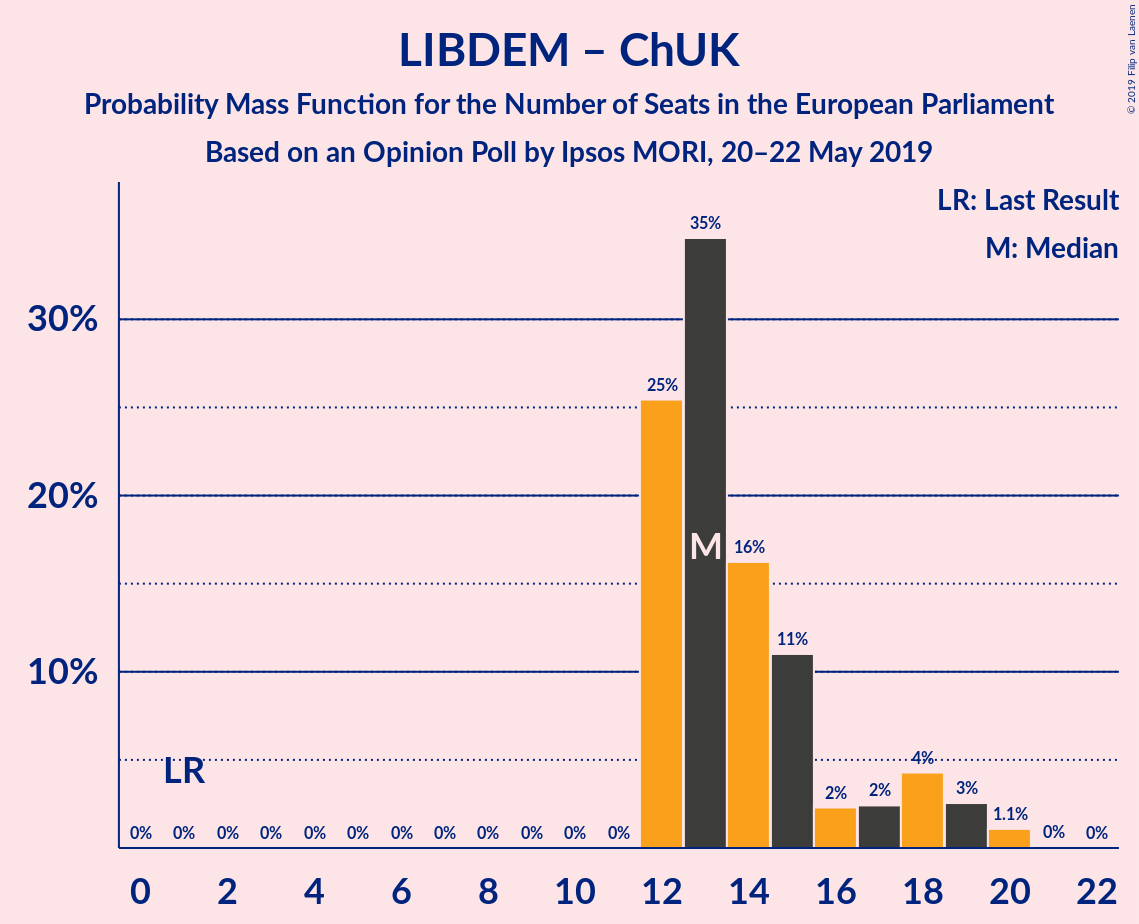 LIBDEM – ChUK
Probability Mass Function for the Number of Seats in the European Parliament
Based on an Opinion Poll by Ipsos MORI, 20–22 May 2019
© 2019 Filip van Laenen
LR: Last Result
M: Median
35%
30%
25%
20%
M
16%
11%
10%
LR
4%
2%
2%
3%
1.1%
0% 0% 0% 0% 0% 0% 0% 0% 0% 0% 0% 0% 0% 0%
0 2 4 6 8 10 12 14 16 18 20 22